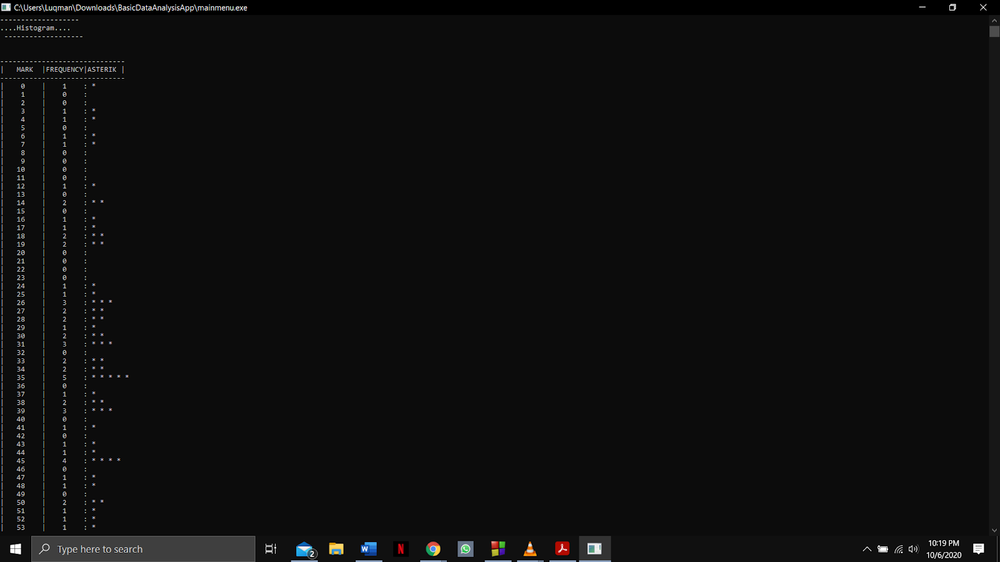 C:\Users\Luqman\Downloads\BasicDataAnalysisApp\mainmenu.exe
-------------------
....Histogram....
-------------------
------------------------------
|   MARK  |FREQUENCY|ASTERIK |
------------------------------
|    0    |    1    : *
|    1    |    0    :
|    2    |    0    :
|    3    |    1    : *
|    4    |    1    : *
|    5    |    0    :
|    6    |    1    : *
|    7    |    1    : *
|    8    |    0    :
|    9    |    0    :
|   10    |    0    :
|   11    |    0    :
|   12    |    1    : *
|   13    |    0    :
|   14    |    2    : * *
|   15    |    0    :
|   16    |    1    : *
|   17    |    1    : *
|   18    |    2    : * *
|   19    |    2    : * *
|   20    |    0    :
|   21    |    0    :
|   22    |    0    :
|   23    |    0    :
|   24    |    1    : *
|   25    |    1    : *
|   26    |    3    : * * *
|   27    |    2    : * *
|   28    |    2    : * *
|   29    |    1    : *
|   30    |    2    : * *
|   31    |    3    : * * *
|   32    |    0    :
|   33    |    2    : * *
|   34    |    2    : * *
|   35    |    5    : * * * * *
|   36    |    0    :
|   37    |    1    : *
|   38    |    2    : * *
|   39    |    3    : * * *
|   40    |    0    :
|   41    |    1    : *
|   42    |    0    :
|   43    |    1    : *
|   44    |    1    : *
|   45    |    4    : * * * *
|   46    |    0    :
|   47    |    1    : *
|   48    |    1    : *
|   49    |    0    :
|   50    |    2    : * *
|   51    |    1    : *
|   52    |    1    : *
|   53    |    1    : *
Type here to search
2
W
N
10:19 PM
10/6/2020